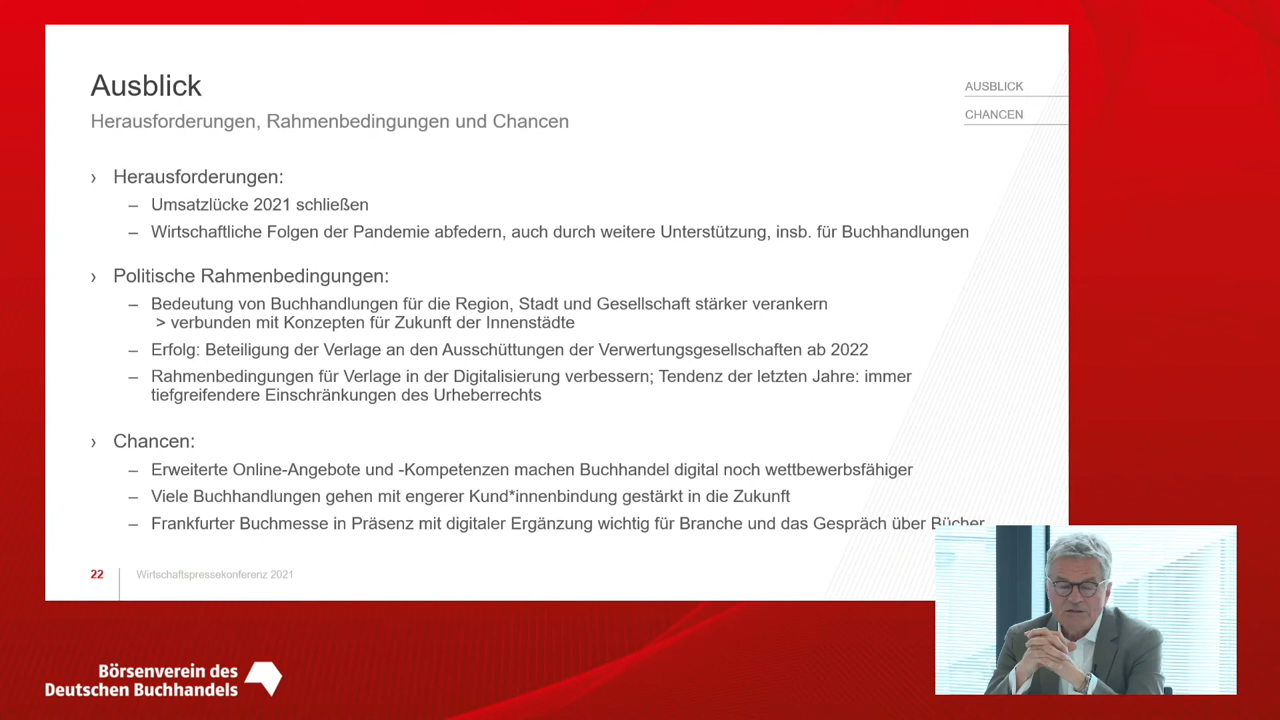 Ausblick
Herausforderungen, Rahmenbedingungen und Chancen
AUSBLICK
CHANCEN
› Herausforderungen:
– Umsatzlücke 2021 schließen
– Wirtschaftliche Folgen der Pandemie abfedern, auch durch weitere Unterstützung, insb. für Buchhandlungen
› Politische Rahmenbedingungen:
– Bedeutung von Buchhandlungen für die Region, Stadt und Gesellschaft stärker verankern
> verbunden mit Konzepten für Zukunft der Innenstädte
– Erfolg: Beteiligung der Verlage an den Ausschüttungen der Verwertungsgesellschaften ab 2022
– Rahmenbedingungen für Verlage in der Digitalisierung verbessern; Tendenz der letzten Jahre: immer
tiefgreifendere Einschränkungen des Urheberrechts
› Chancen:
– Erweiterte Online-Angebote und -Kompetenzen machen Buchhandel digital noch wettbewerbsfähiger
– Viele Buchhandlungen gehen mit engerer Kund*innenbindung gestärkt in die Zukunft
– Frankfurter Buchmesse in Präsenz mit digitaler Ergänzung wichtig für Branche und das Gespräch über Bücher
22 Wirtschaftspressekonferenz 2021
Börsenverein des
Deutschen Buchhandels